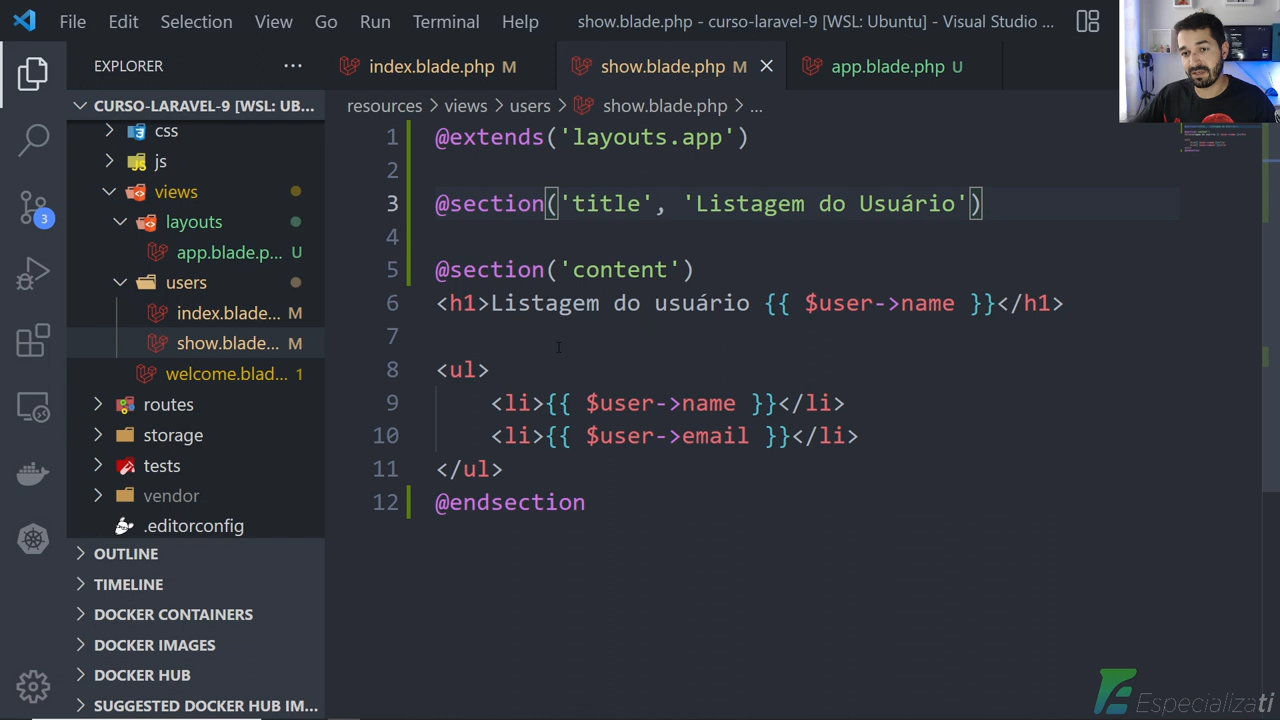 File Edit Selection View Go Run Terminal Help show.blade.php - curso-laravel-9 [WSL: Ubuntu] - Visual Studio ...
EXPLORER ...
index.blade.php M show.blade.php M app.blade.php U
CURSO-LARAVEL-9 [WSL: UB...
resources > views > users > show.blade.php > ...
css
js
views
layouts
app.blade.p... U
users
index.blade... M
show.blade... M
welcome.blad... 1
routes
storage
tests
vendor
.editorconfig
OUTLINE
TIMELINE
DOCKER CONTAINERS
DOCKER IMAGES
DOCKER HUB
SUGGESTED DOCKER HUB IM...
3
1 @extends('layouts.app')
2
3 @section('title', 'Listagem do Usuário')
4
5 @section('content')
6 <h1>Listagem do usuário {{ $user->name }}</h1>
7
8 <ul>
9 <li>{{ $user->name }}</li>
10 <li>{{ $user->email }}</li>
11 </ul>
12 @endsection
Especializati